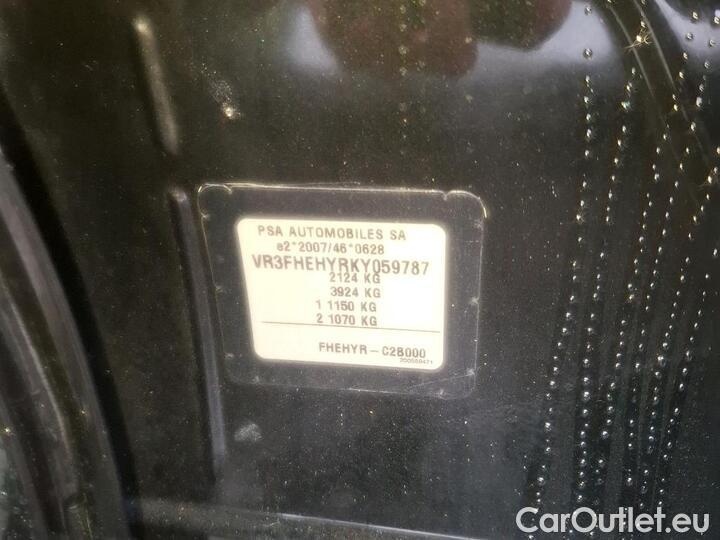 PSA AUTOMOBILES SA
e2*2007/46*0628
VR3FHEHYRKY059787
2124 KG
3924 KG
1 1150 KG
2 1070 KG
FHEHYR-C2B000
CarOutlet.eu